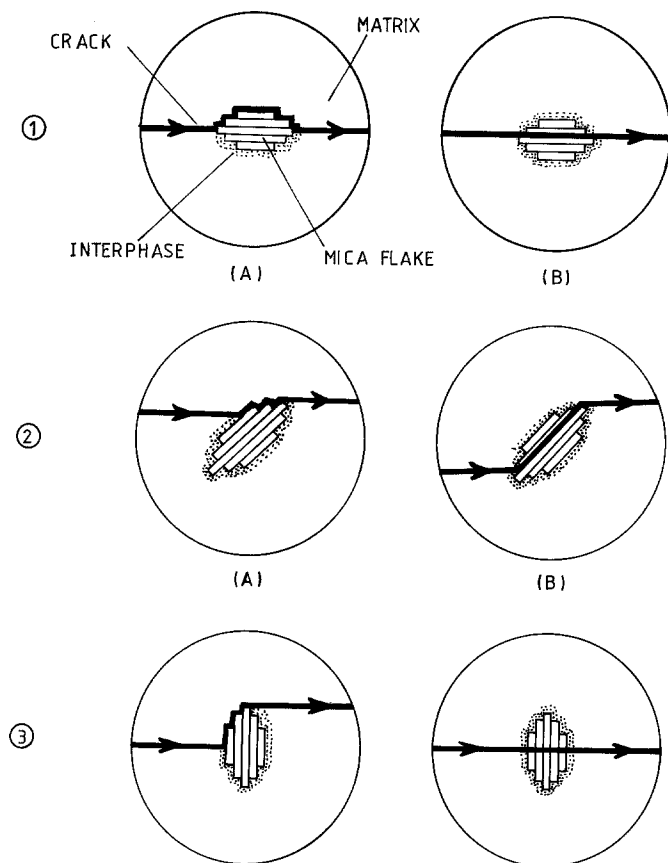 CRACK
MATRIX
1
INTERPHASE
MICA FLAKE
(A)
(B)
2
(A)
(B)
3